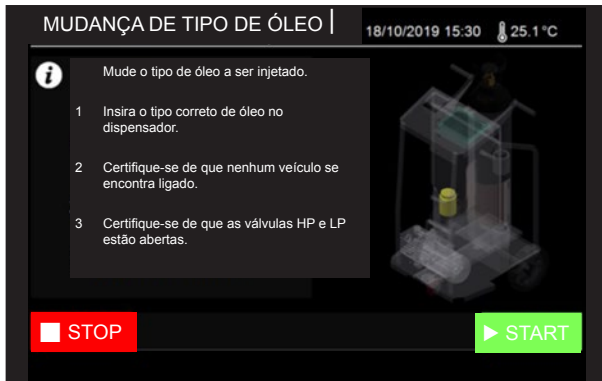 MUDANÇA DE TIPO DE ÓLEO
18/10/2019 15:30 25.1°C
i
Mude o tipo de óleo a ser injetado.
1 Insira o tipo correto de óleo no
dispensador.
2 Certifique-se de que nenhum veículo se
encontra ligado.
3 Certifique-se de que as válvulas HP e LP
estão abertas.
STOP
START